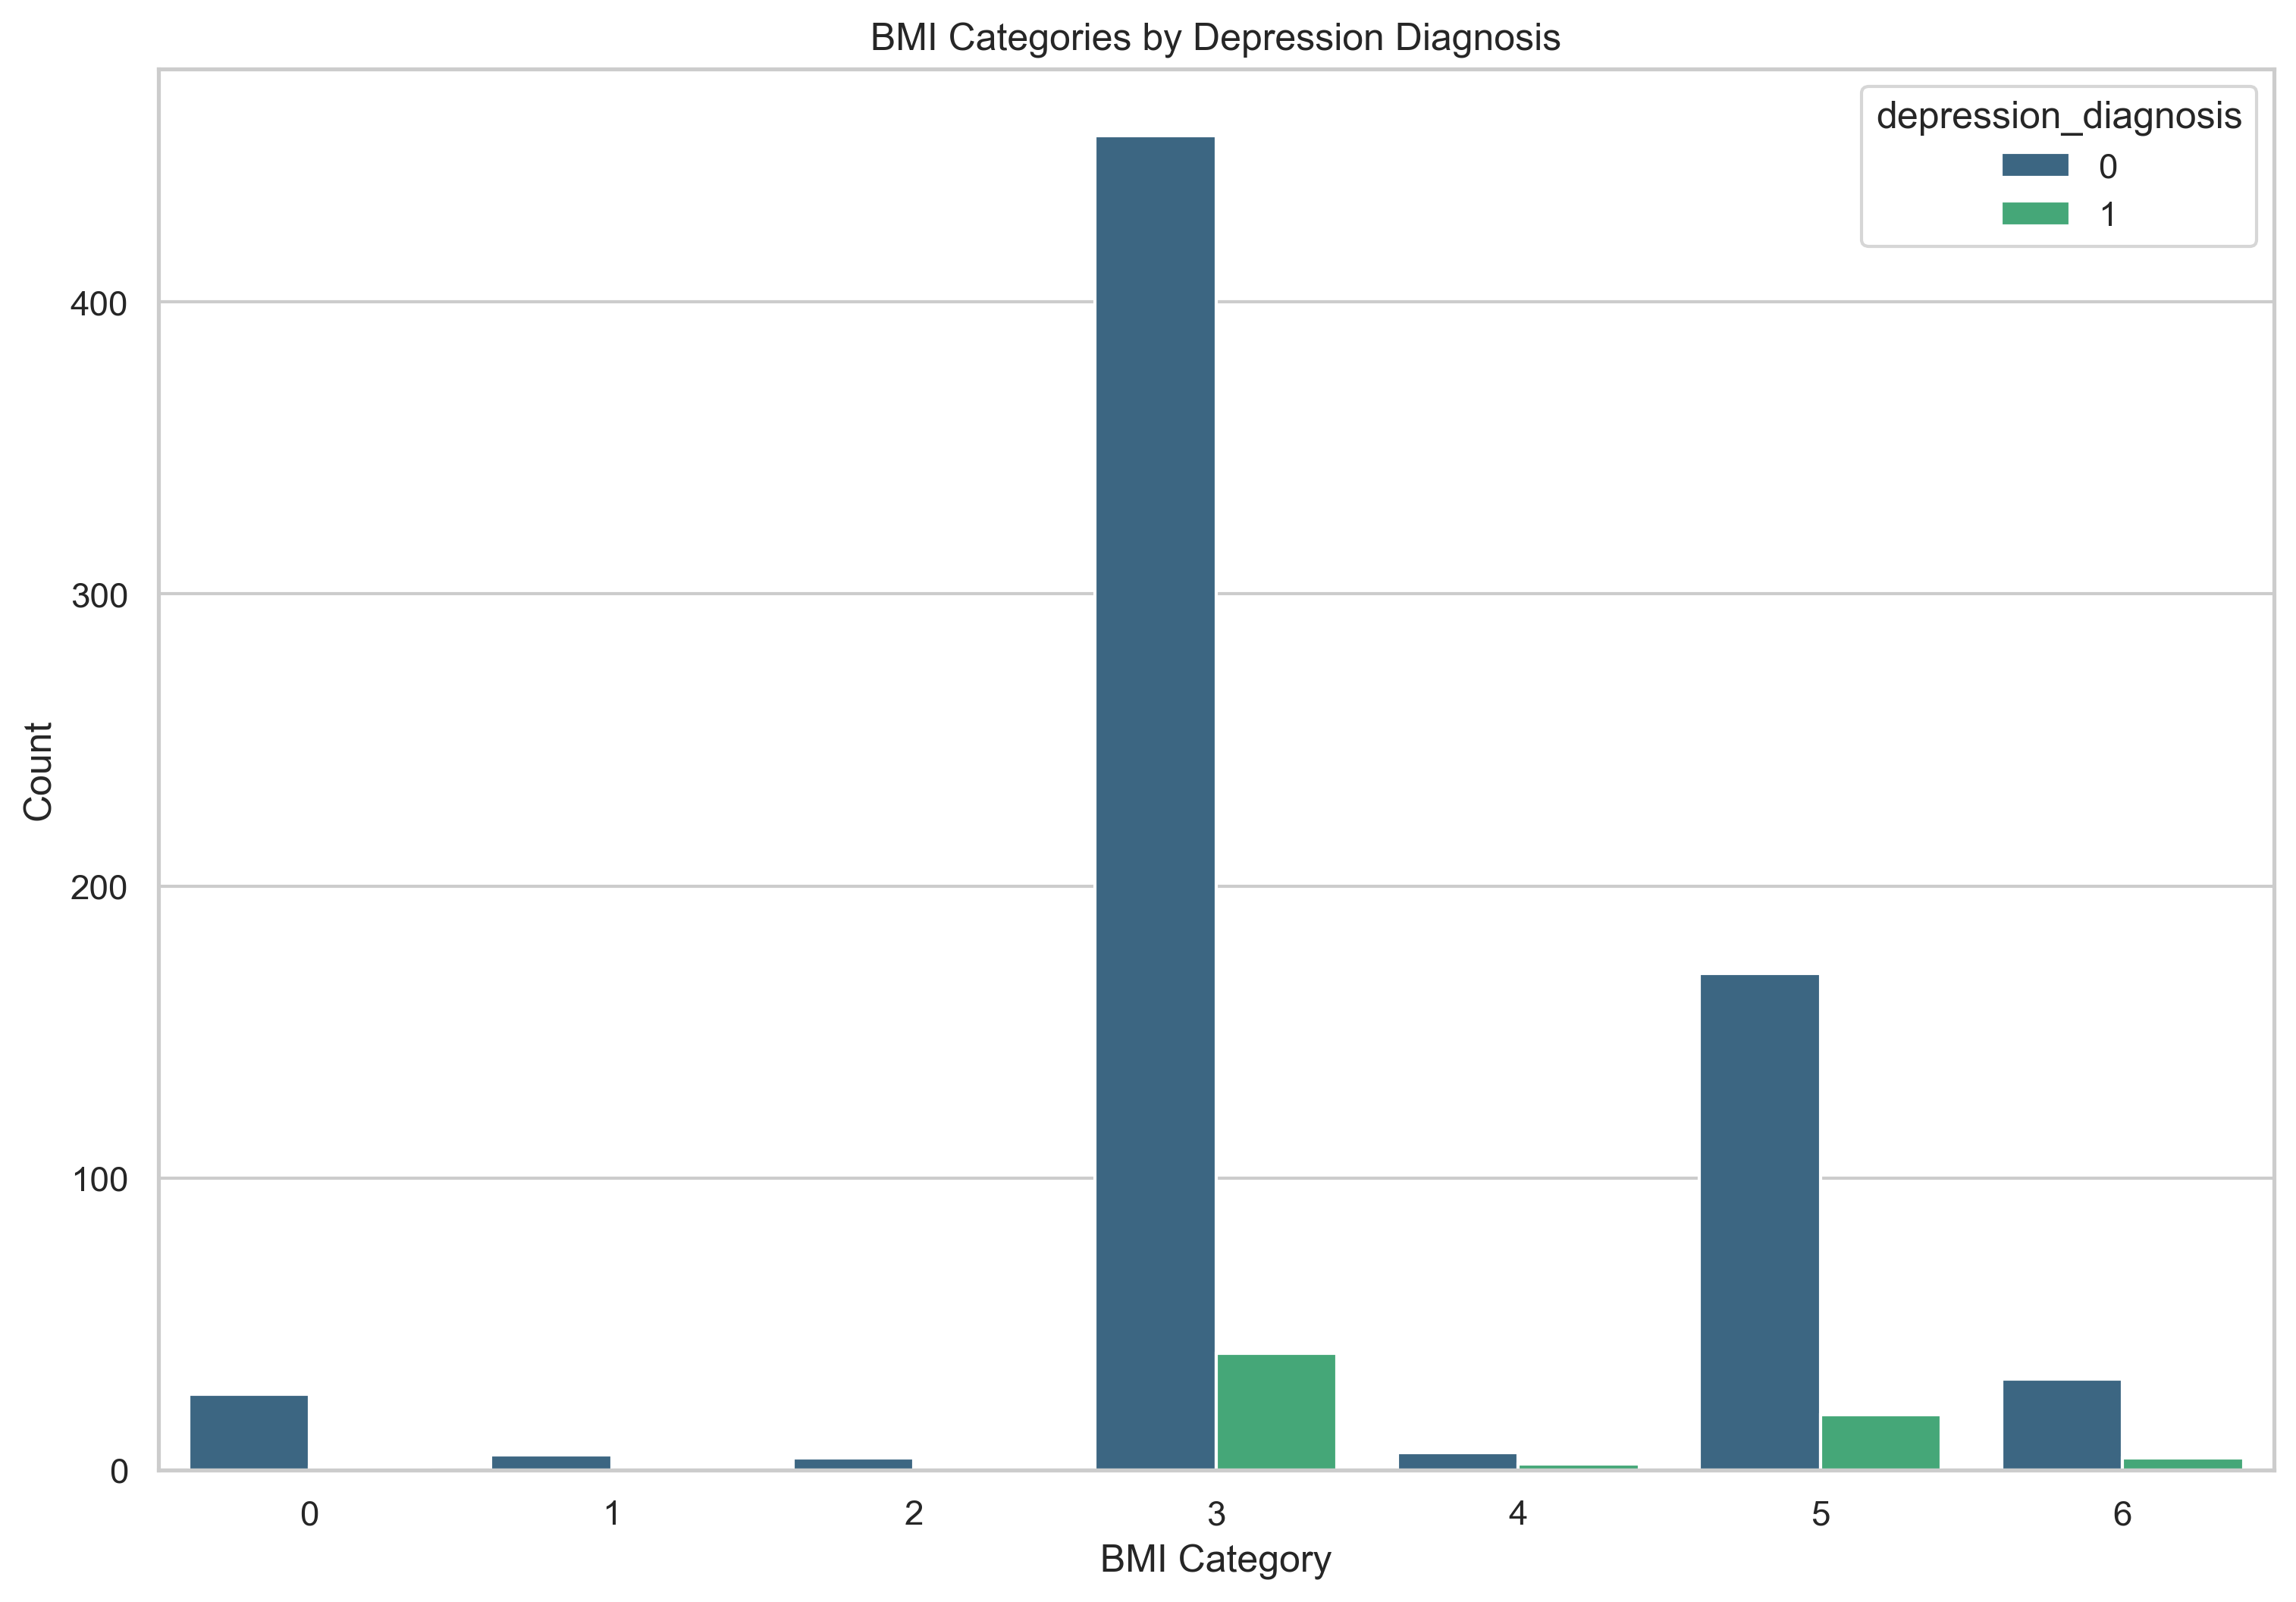 BMI Categories by Depression Diagnosis
depression_diagnosis
0
1
Count
400
300
200
100
0
0 1 2 3 4 5 6
BMI Category